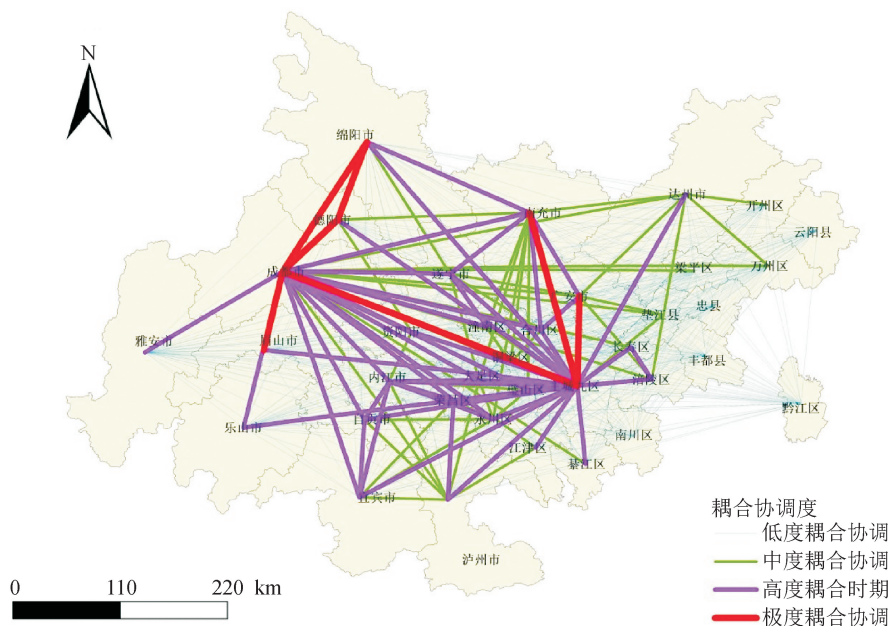 N
绵阳市
德阳市
南充市
达州市
开州区
云阳县
成都市
遂宁市
梁平区
万州区
垫江县
忠县
雅安市
眉山市
资阳市
潼南区
合川区
长寿区
丰都县
内江市
大足区
璧山区
涪陵区
荣昌区
黔江区
乐山市
自贡市
永川区
江津区
南川区
綦江区
宜宾市
泸州市
耦合协调度
低度耦合协调
中度耦合协调
高度耦合时期
极度耦合协调
0 110 220 km